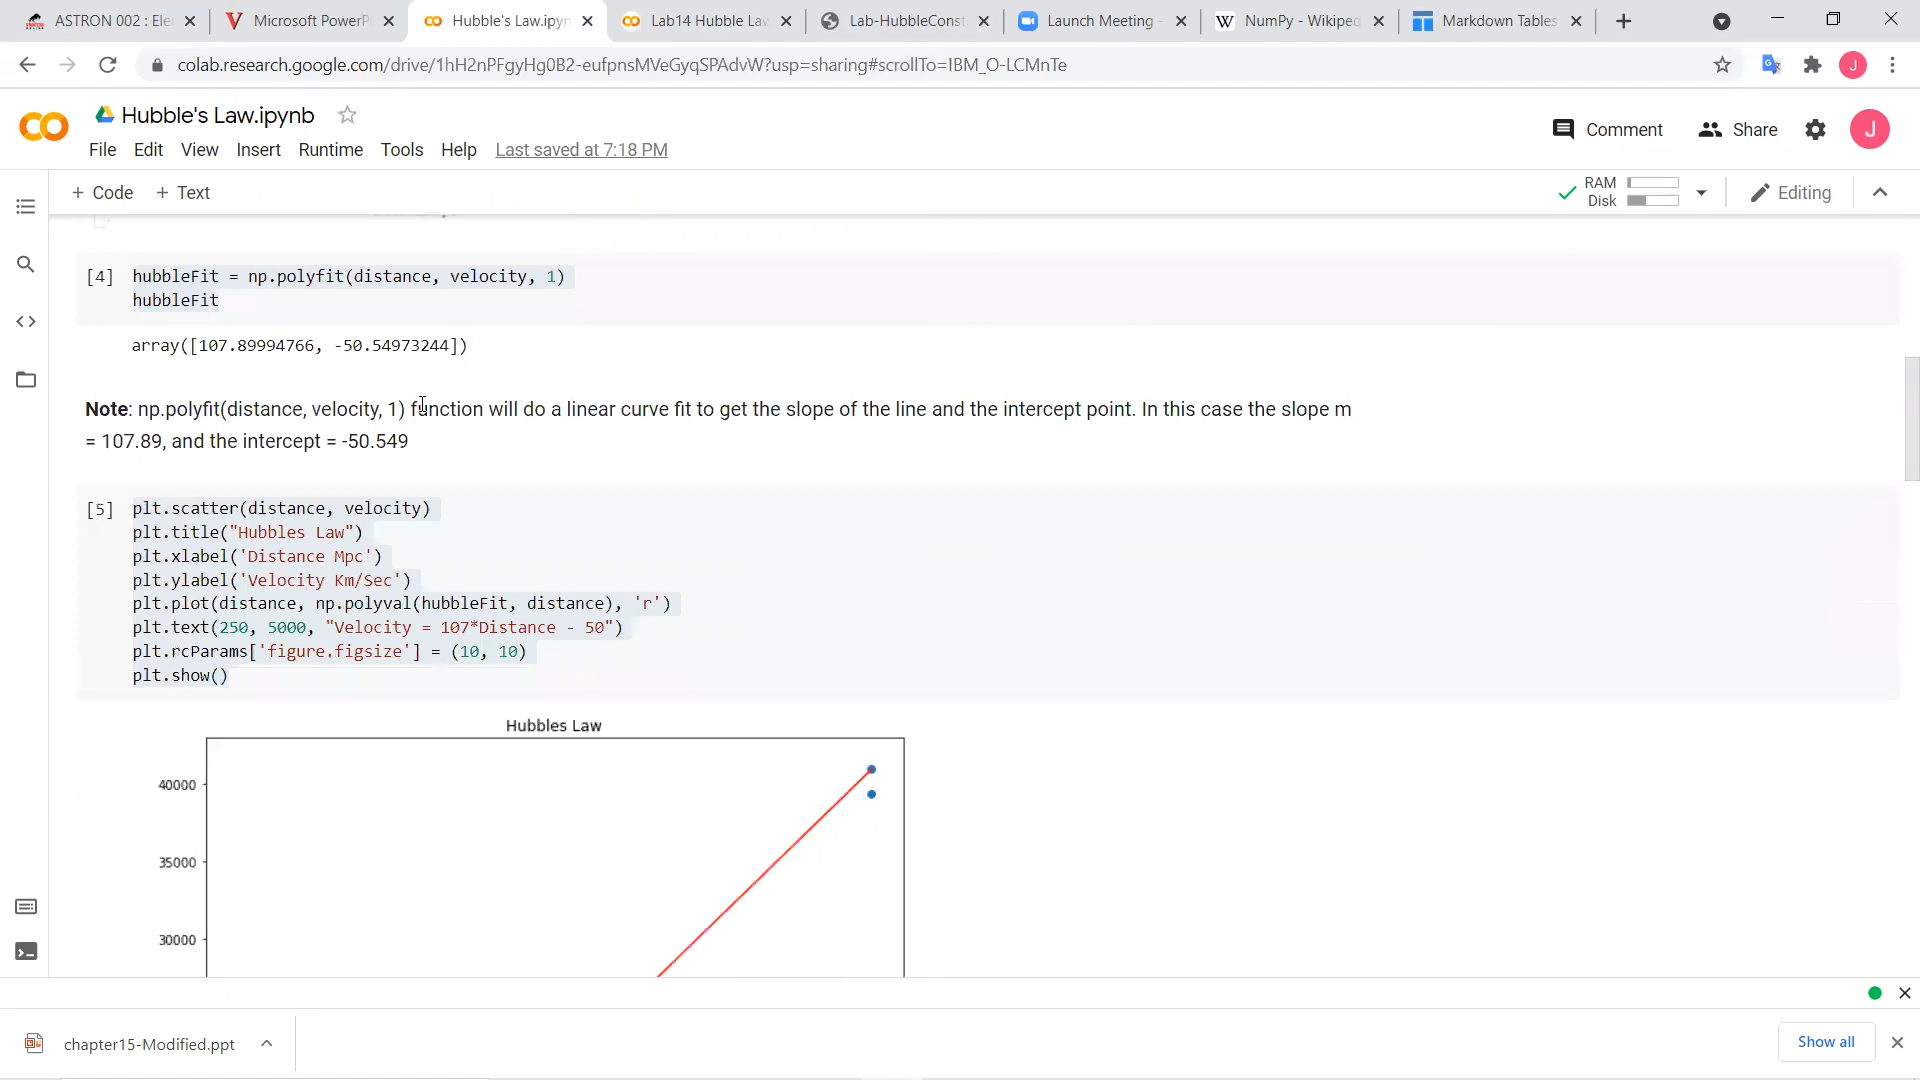 ASTRON 002 : Ele
Microsoft PowerP
Hubble's Law.ipyn
Lab14 Hubble Law
Lab-HubbleConst
Launch Meeting -
NumPy - Wikiped
Markdown Tables
colab.research.google.com/drive/1hH2nPFgyHg0B2-eufpnsMVeGyqSPAdvW?usp=sharing#scrollTo=IBM_O-LCMnTe
J
Hubble's Law.ipynb
Comment
Share
J
File Edit View Insert Runtime Tools Help Last saved at 7:18 PM
+ Code + Text
RAM
Disk
Editing
[4] hubbleFit = np.polyfit(distance, velocity, 1)
hubbleFit
array([107.89994766, -50.54973244])
Note: np.polyfit(distance, velocity, 1) function will do a linear curve fit to get the slope of the line and the intercept point. In this case the slope m
= 107.89, and the intercept = -50.549
[5] plt.scatter(distance, velocity)
plt.title("Hubbles Law")
plt.xlabel('Distance Mpc')
plt.ylabel('Velocity Km/Sec')
plt.plot(distance, np.polyval(hubbleFit, distance), 'r')
plt.text(250, 5000, "Velocity = 107*Distance - 50")
plt.rcParams['figure.figsize'] = (10, 10)
plt.show()
Hubbles Law
40000
35000
30000
chapter15-Modified.ppt
Show all